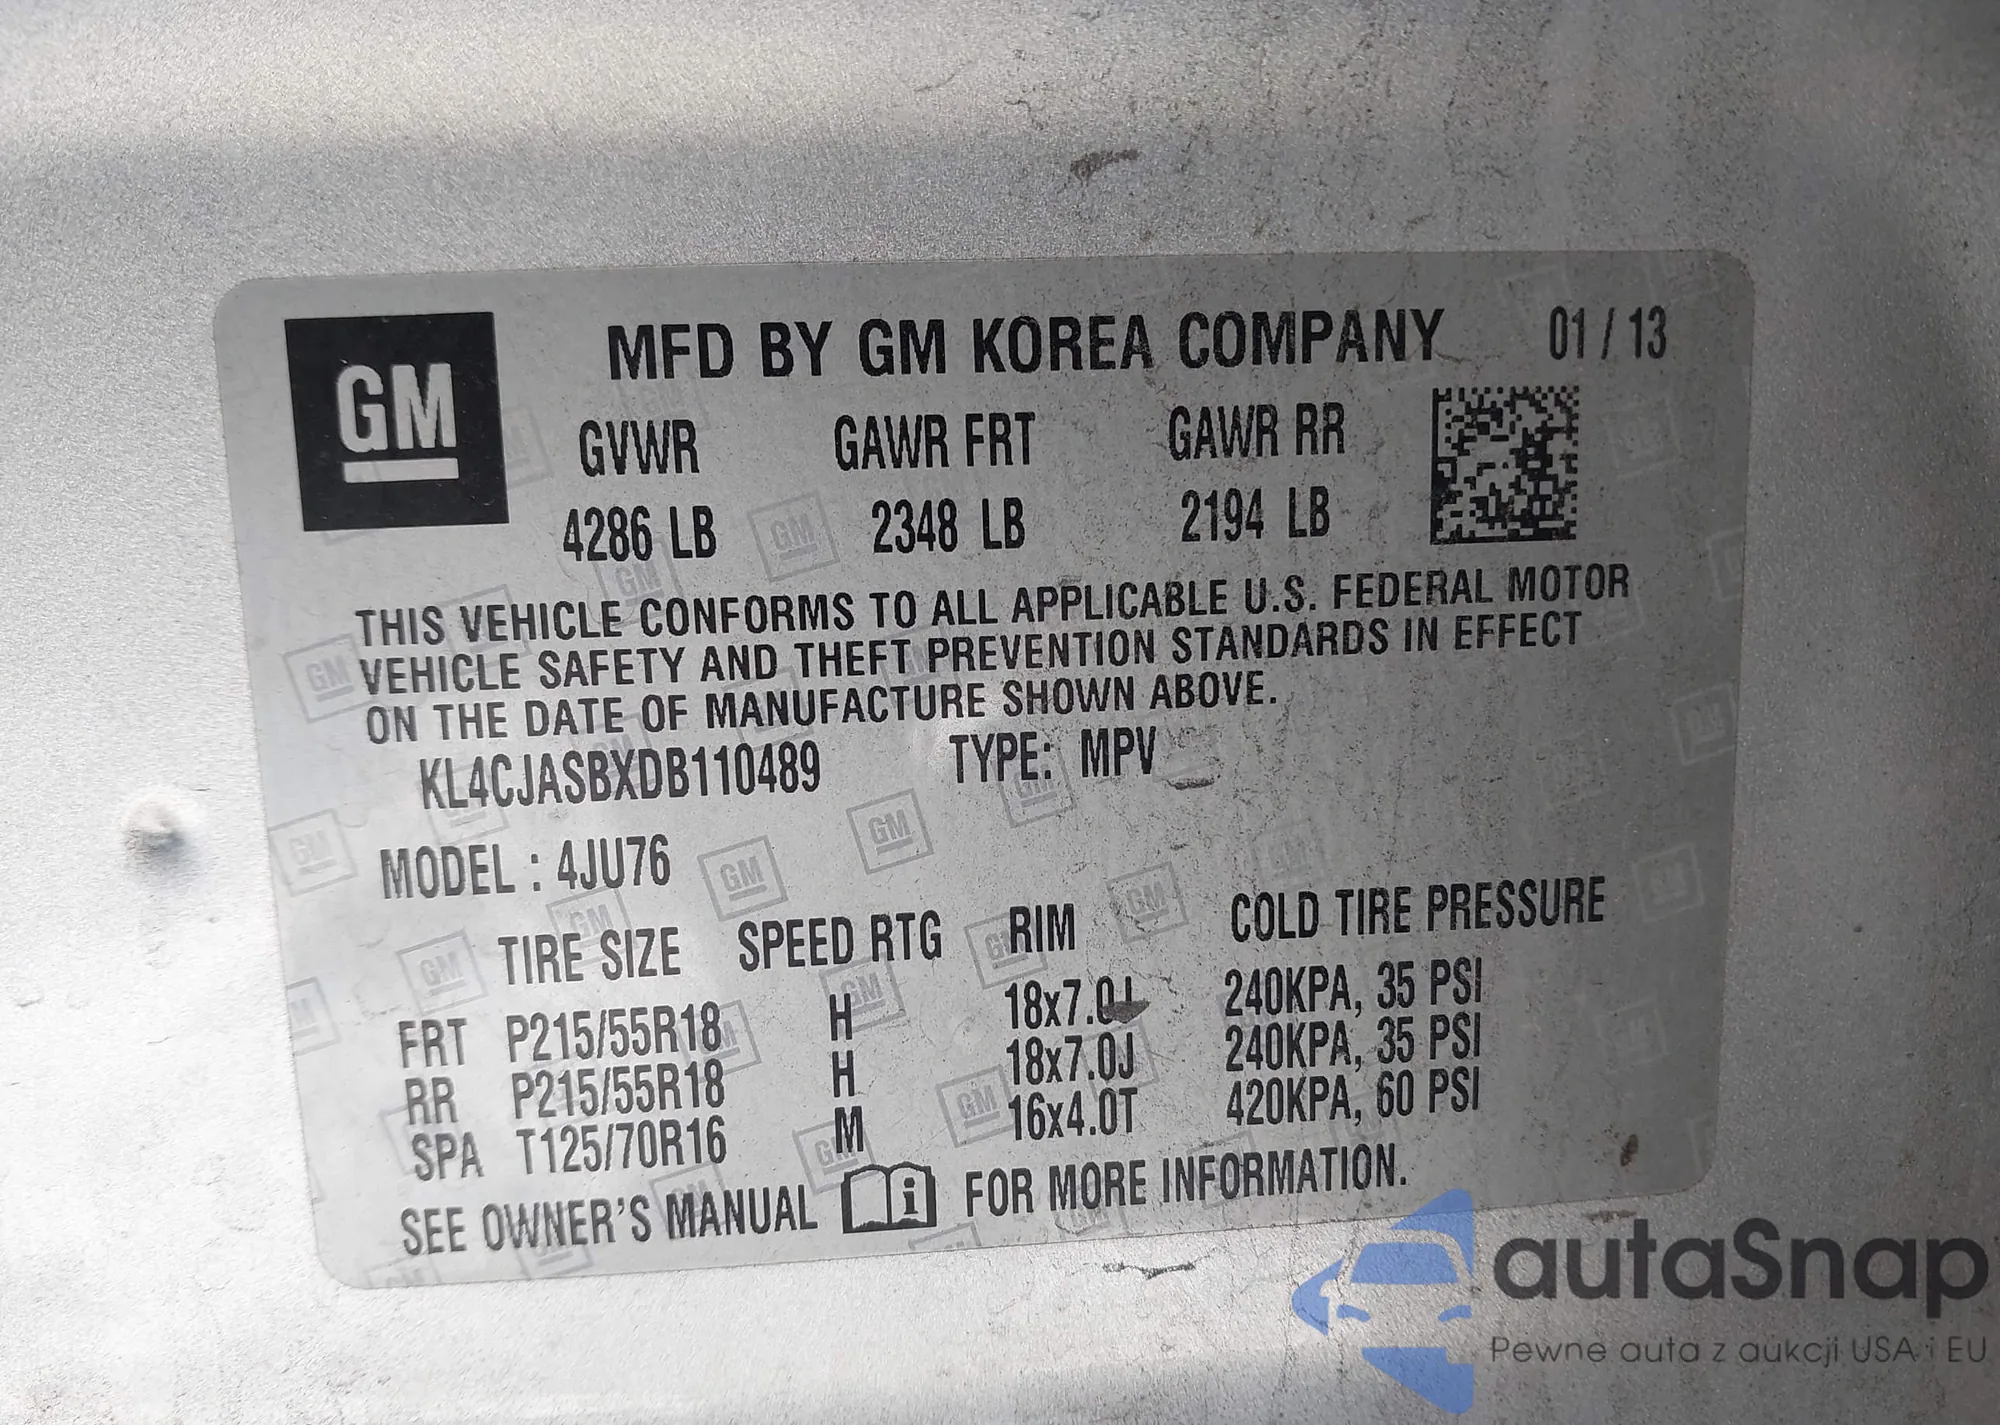 GM
MFD BY GM KOREA COMPANY 01 / 13
GVWR GAWR FRT GAWR RR
4286 LB 2348 LB 2194 LB
THIS VEHICLE CONFORMS TO ALL APPLICABLE U.S. FEDERAL MOTOR
VEHICLE SAFETY AND THEFT PREVENTION STANDARDS IN EFFECT
ON THE DATE OF MANUFACTURE SHOWN ABOVE.
KL4CJASBXDB110489 TYPE: MPV
MODEL : 4JU76
TIRE SIZE SPEED RTG RIM COLD TIRE PRESSURE
FRT P215/55R18 H 18x7.0J 240KPA, 35 PSI
RR P215/55R18 H 18x7.0J 240KPA, 35 PSI
SPA T125/70R16 M 16x4.0T 420KPA, 60 PSI
SEE OWNER'S MANUAL i FOR MORE INFORMATION.
autaSnap
Pewne auta z aukcji USA i EU